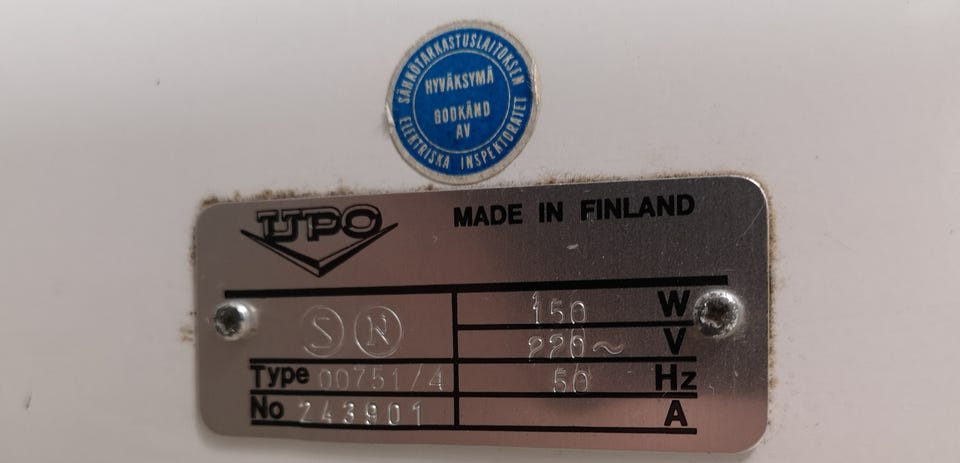 SÄHKÖTARKASTUSLAITOKSEN
HYVÄKSYMÄ
GODKÄND
AV
ELEKTRISKA INSPEKTORATET
UPO
MADE IN FINLAND
S N
150 W
220~ V
Type 00751/4
50 Hz
No 243901
A